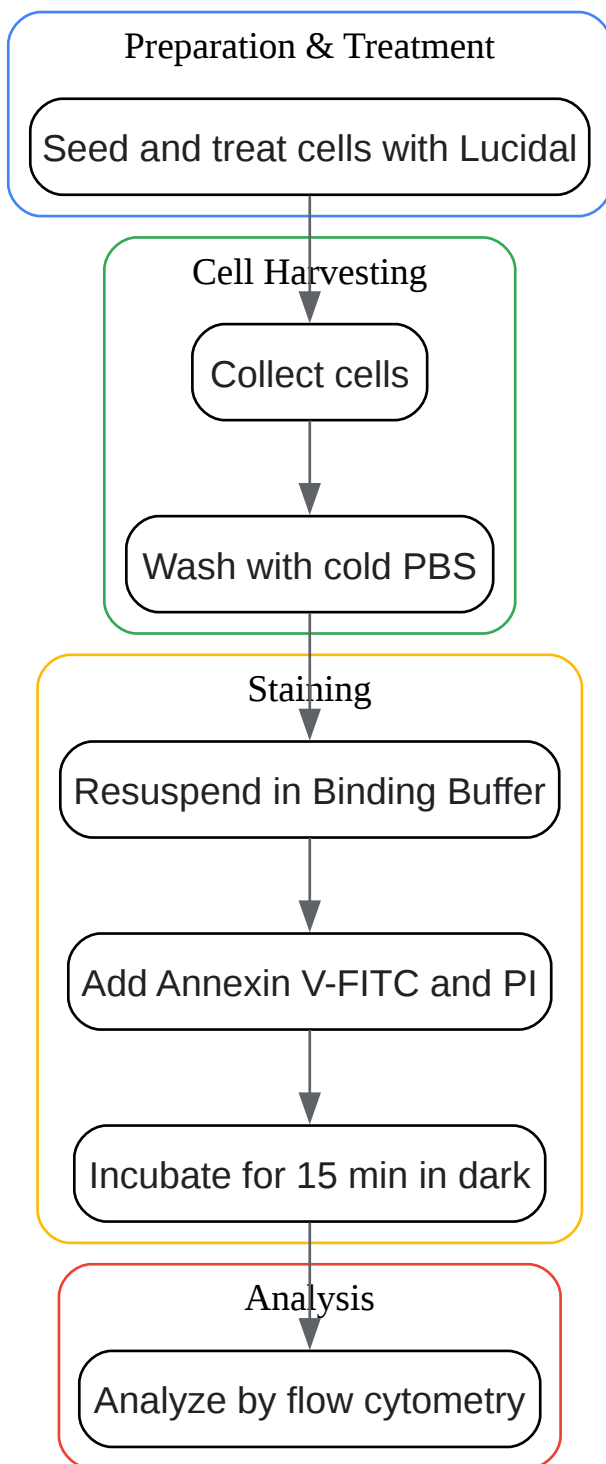 Preparation & Treatment
Seed and treat cells with Lucidal
Cell Harvesting
Collect cells
Wash with cold PBS
Staining
Resuspend in Binding Buffer
Add Annexin V-FITC and PI
Incubate for 15 min in dark
Analysis
Analyze by flow cytometry